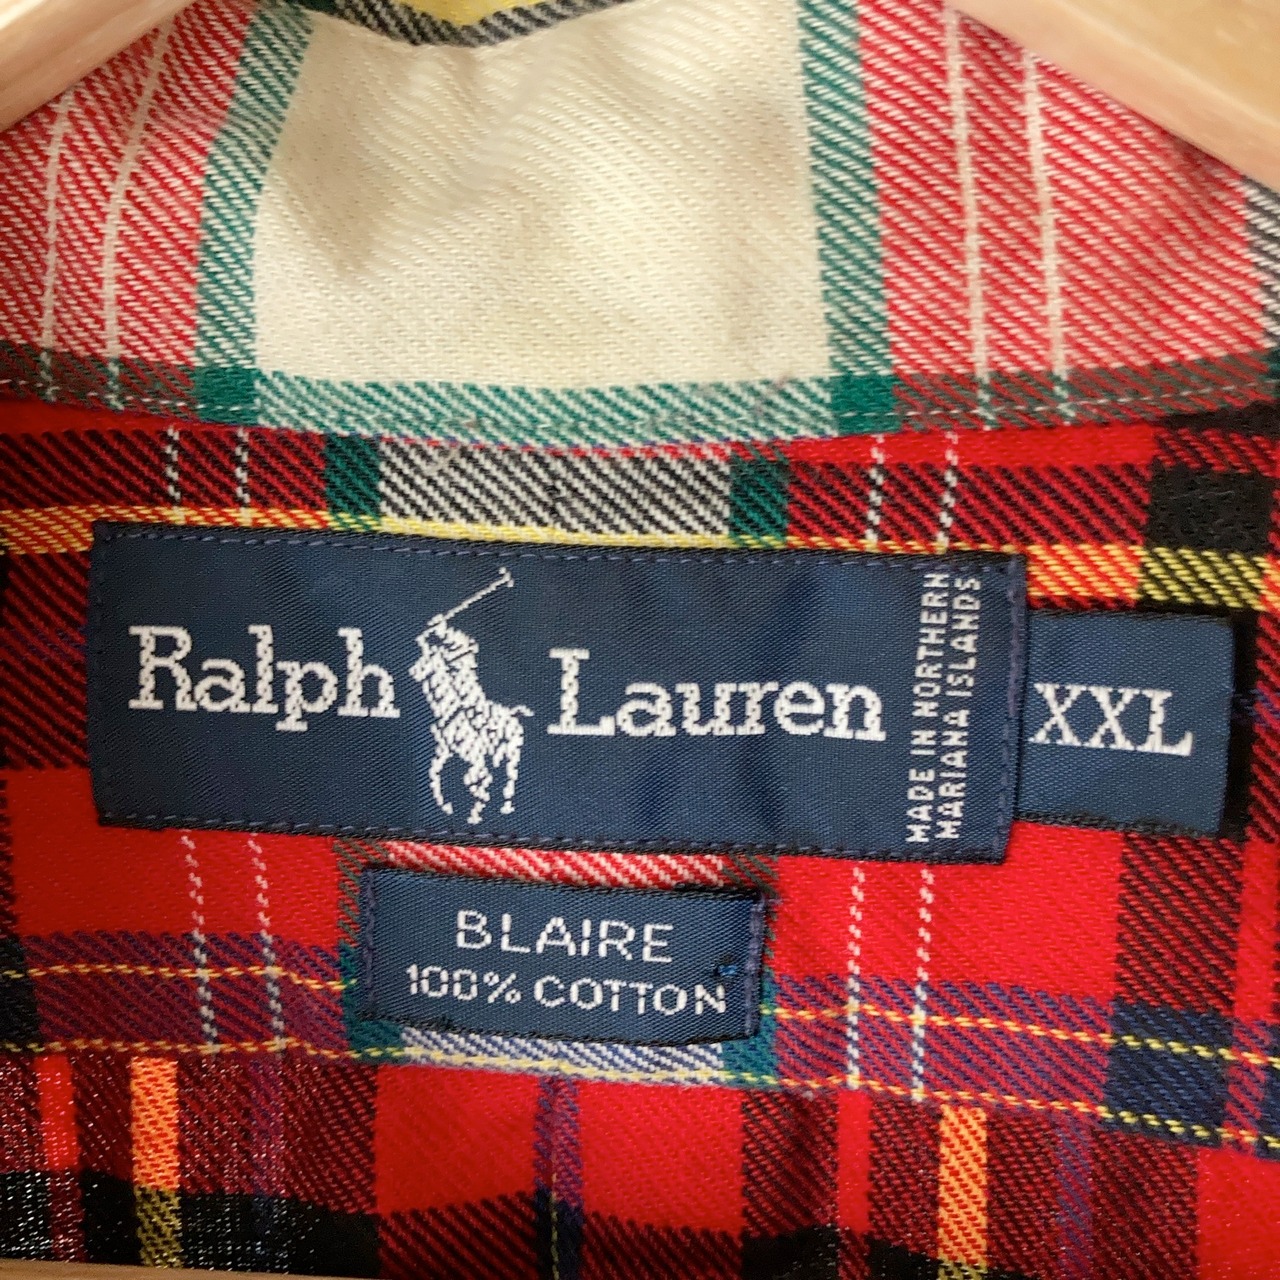 Ralph Lauren
MADE IN NORTHERN
MARIANA ISLANDS
XXL
BLAIRE
100% COTTON